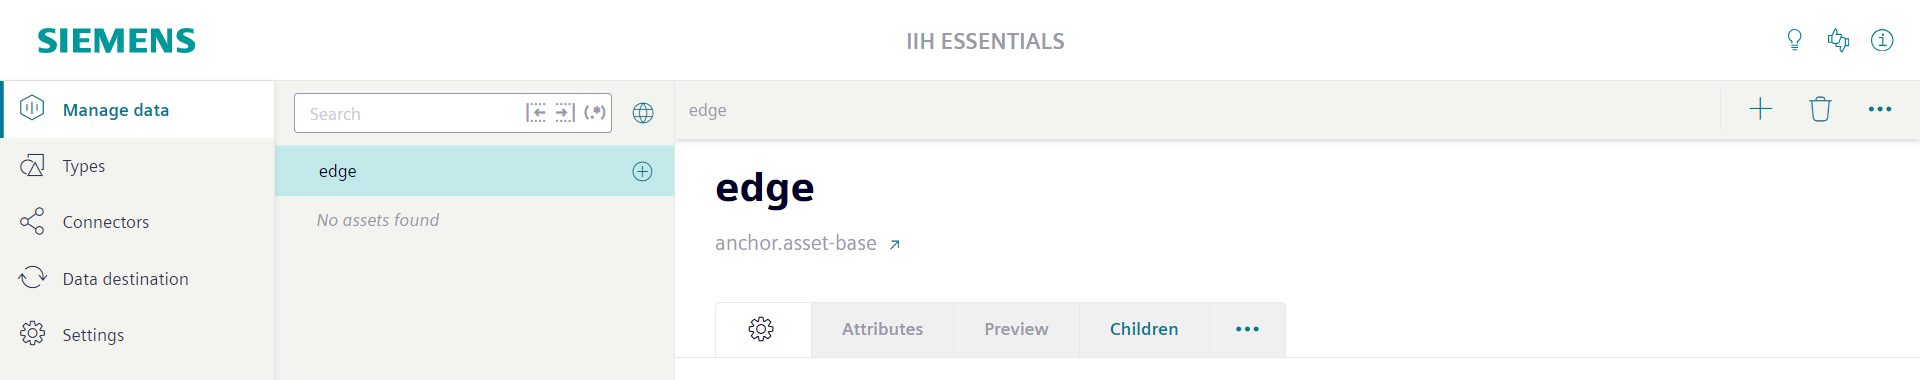 SIEMENS
IIH ESSENTIALS
Manage data
Types
Connectors
Data destination
Settings
Search
(.*)
edge
No assets found
edge
edge
anchor.asset-base
Attributes
Preview
Children